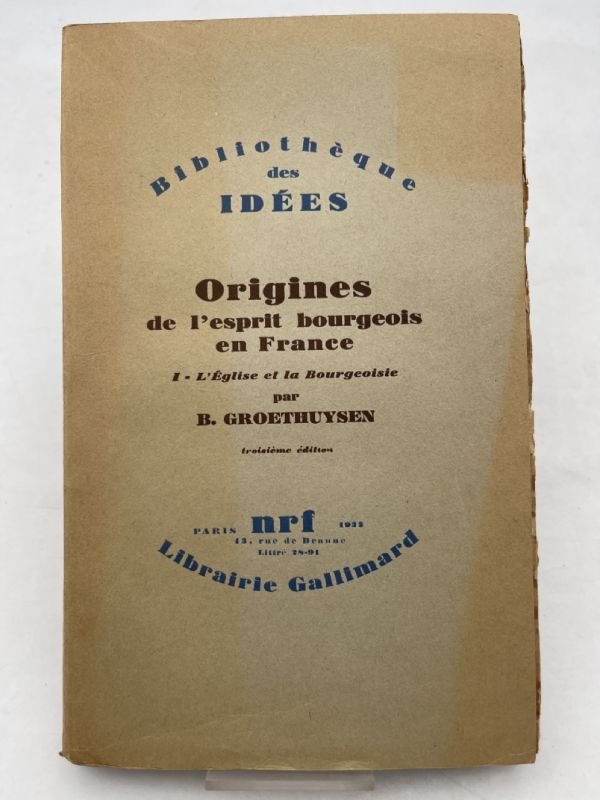 Bibliothèque
des
IDÉES
Origines
de l'esprit bourgeois
en France
I - L'Église et la Bourgeoisie
par
B. GROETHUYSEN
troisième édition
PARIS nrf
43, rue de Beaune
Littré 28-91
Librairie Gallimard